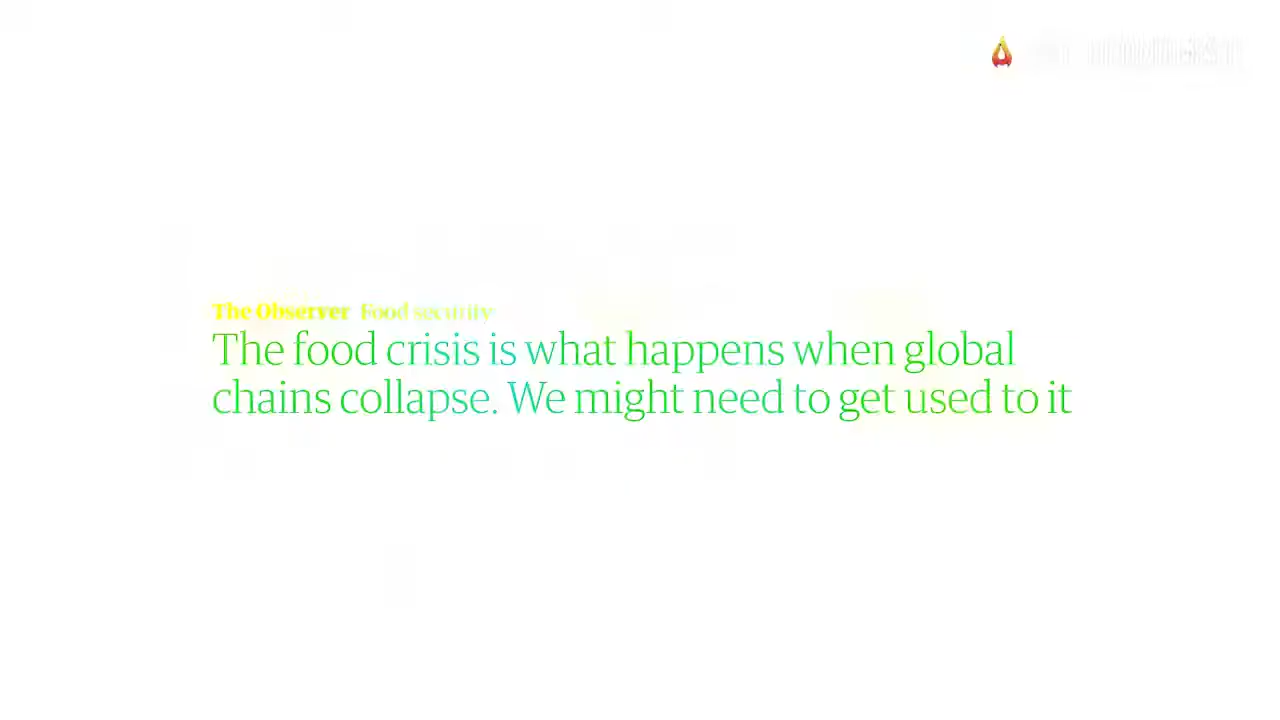 The Observer Food security
The food crisis is what happens when global
chains collapse. We might need to get used to it